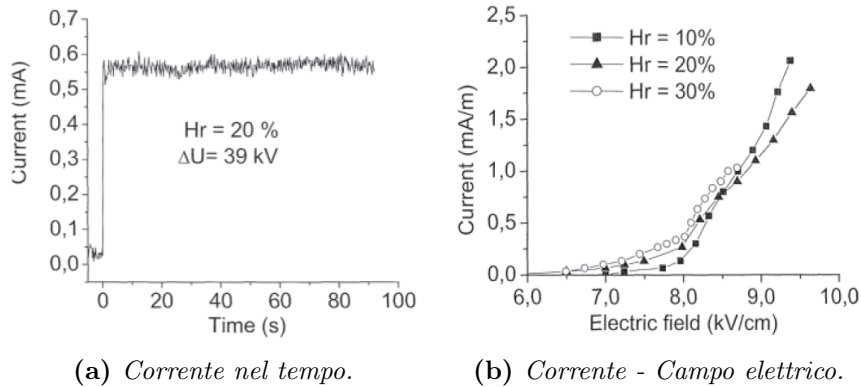 0,7
0,6
0,5
0,4
0,3
0,2
0,1
0,0
Current (mA)
Hr = 20 %
ΔU= 39 kV
0 20 40 60 80 100
Time (s)
(a) Corrente nel tempo.
2,5
2,0
1,5
1,0
0,5
0,0
Current (mA/m)
Hr = 10%
Hr = 20%
Hr = 30%
6,0 7,0 8,0 9,0 10,0
Electric field (kV/cm)
(b) Corrente - Campo elettrico.